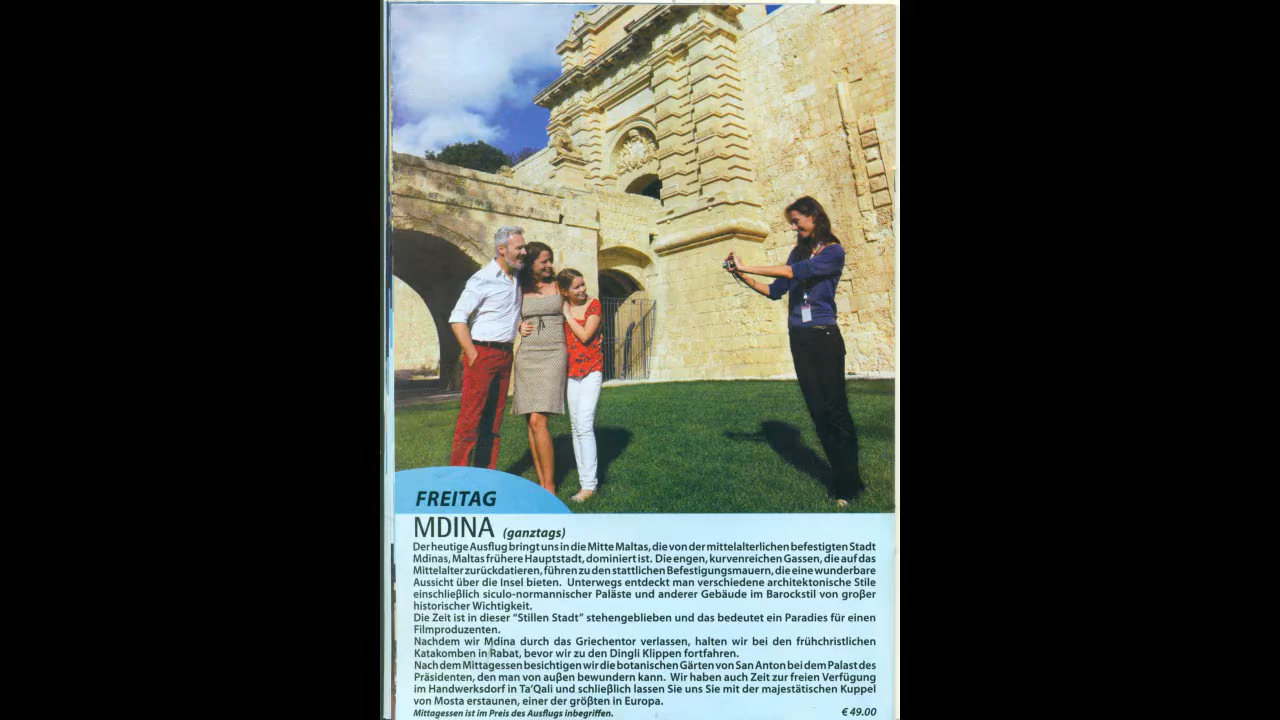 FREITAG
MDINA (ganztags)
Der heutige Ausflug bringt uns in die Mitte Maltas, die von der mittelalterlichen befestigten Stadt
Mdinas, Maltas frühere Hauptstadt, dominiert ist. Die engen, kurvenreichen Gassen, die auf das
Mittelalter zurückdatieren, führen zu den stattlichen Befestigungsmauern, die eine wunderbare
Aussicht über die Insel bieten. Unterwegs entdeckt man verschiedene architektonische Stile
einschließlich siculo-normannischer Paläste und anderer Gebäude im Barockstil von großer
historischer Wichtigkeit.
Die Zeit ist in dieser "Stillen Stadt" stehengeblieben und das bedeutet ein Paradies für einen
Filmproduzenten.
Nachdem wir Mdina durch das Griechentor verlassen, halten wir bei den frühchristlichen
Katakomben in Rabat, bevor wir zu den Dingli Klippen fortfahren.
Nach dem Mittagessen besichtigen wir die botanischen Gärten von San Anton bei dem Palast des
Präsidenten, den man von außen bewundern kann. Wir haben auch Zeit zur freien Verfügung
im Handwerksdorf in Ta'Qali und schließlich lassen Sie uns Sie mit der majestätischen Kuppel
von Mosta erstaunen, einer der größten in Europa.
Mittagessen ist im Preis des Ausflugs inbegriffen.
€ 49.00